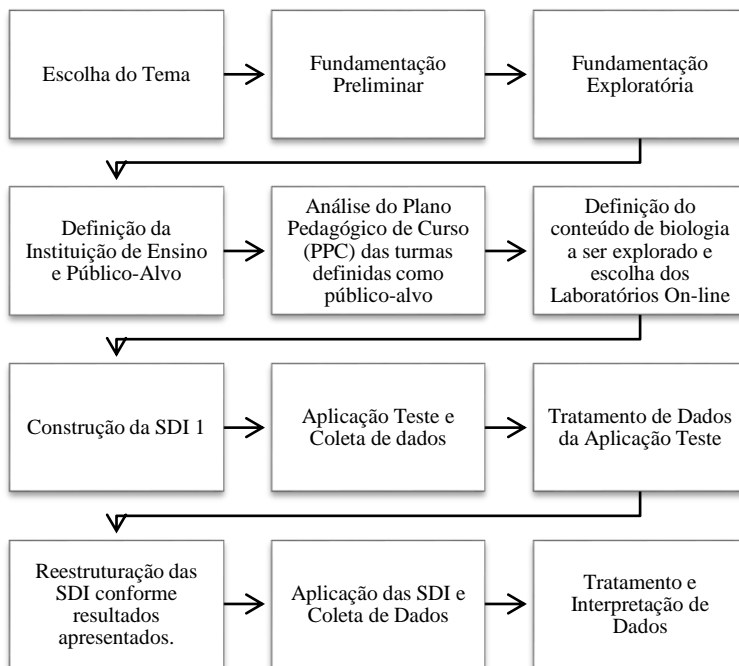 Escolha do Tema
Fundamentação
Preliminar
Fundamentação
Exploratória
Definição da
Instituição de Ensino
e Público-Alvo
Análise do Plano
Pedagógico de Curso
(PPC) das turmas
definidas como
público-alvo
Definição do
conteúdo de biologia
a ser explorado e
escolha dos
Laboratórios On-line
Construção da SDI 1
Aplicação Teste e
Coleta de dados
Tratamento de Dados
da Aplicação Teste
Reestruturação das
SDI conforme
resultados
apresentados.
Aplicação das SDI e
Coleta de Dados
Tratamento e
Interpretação de
Dados